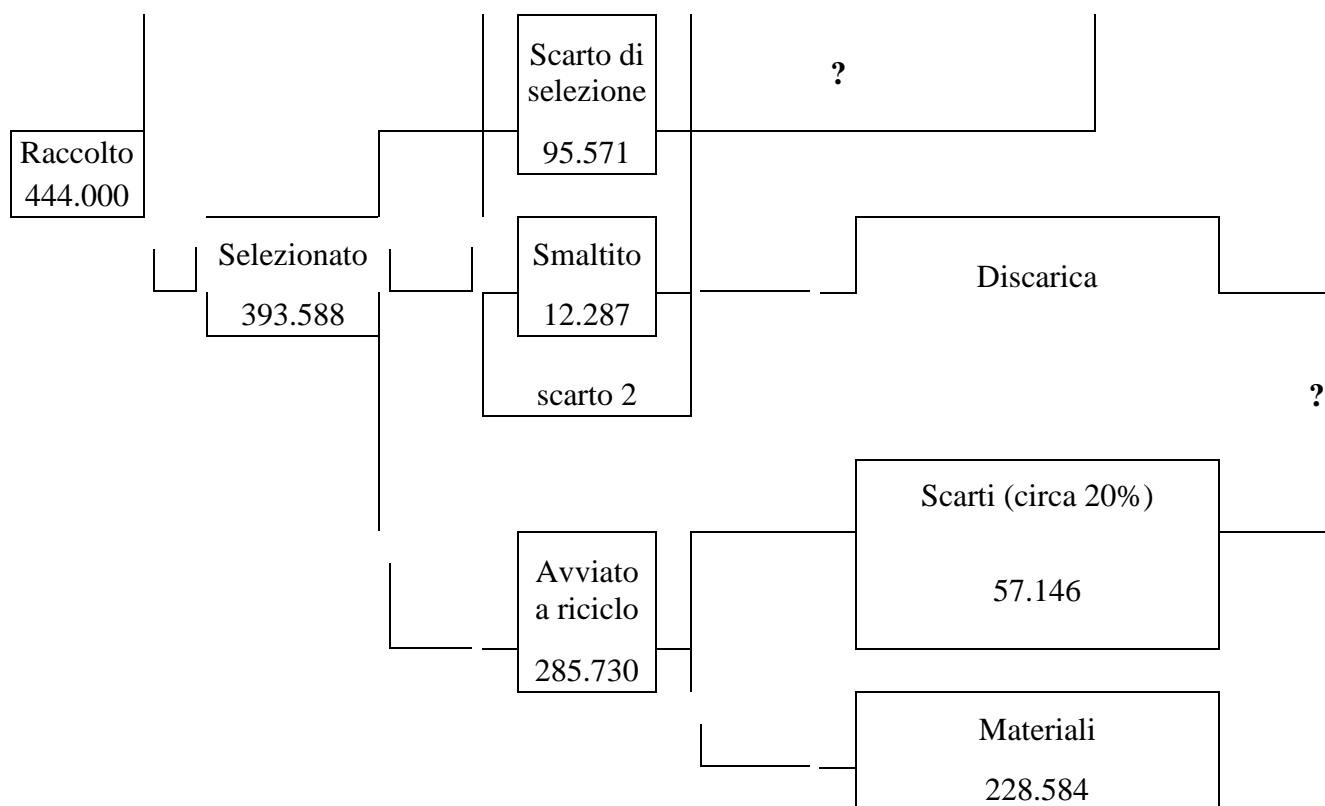 Scarto di
selezione
95.571
?
Raccolto
444.000
Selezionato
393.588
Smaltito
12.287
Discarica
scarto 2
?
Scarti (circa 20%)
57.146
Avviato
a riciclo
285.730
Materiali
228.584